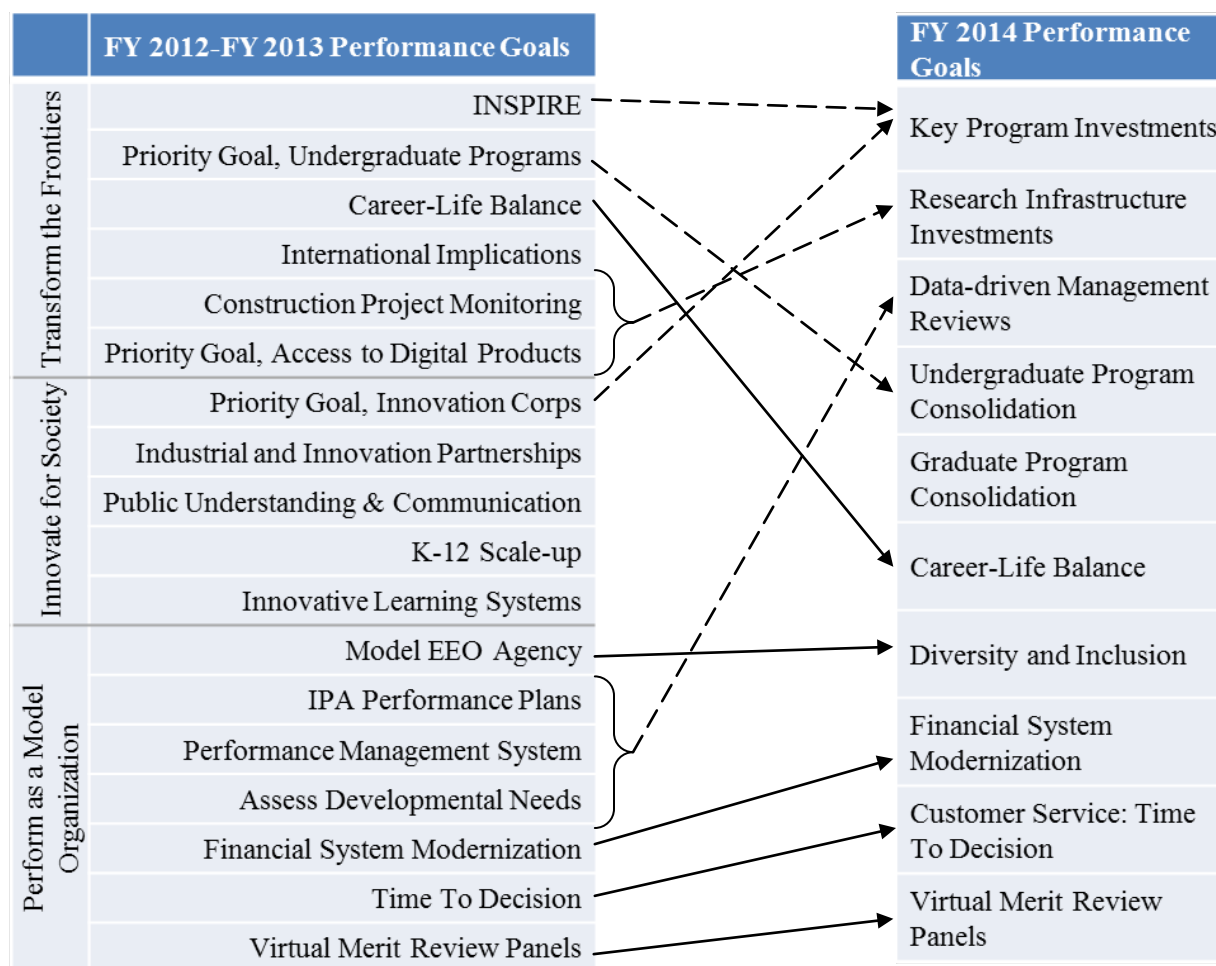 FY 2012-FY 2013 Performance Goals
Transform the Frontiers
INSPIRE
Priority Goal, Undergraduate Programs
Career-Life Balance
International Implications
Construction Project Monitoring
Priority Goal, Access to Digital Products
Innovate for Society
Priority Goal, Innovation Corps
Industrial and Innovation Partnerships
Public Understanding & Communication
K-12 Scale-up
Innovative Learning Systems
Perform as a Model
Organization
Model EEO Agency
IPA Performance Plans
Performance Management System
Assess Developmental Needs
Financial System Modernization
Time To Decision
Virtual Merit Review Panels
FY 2014 Performance
Goals
Key Program Investments
Research Infrastructure
Investments
Data-driven Management
Reviews
Undergraduate Program
Consolidation
Graduate Program
Consolidation
Career-Life Balance
Diversity and Inclusion
Financial System
Modernization
Customer Service: Time
To Decision
Virtual Merit Review
Panels